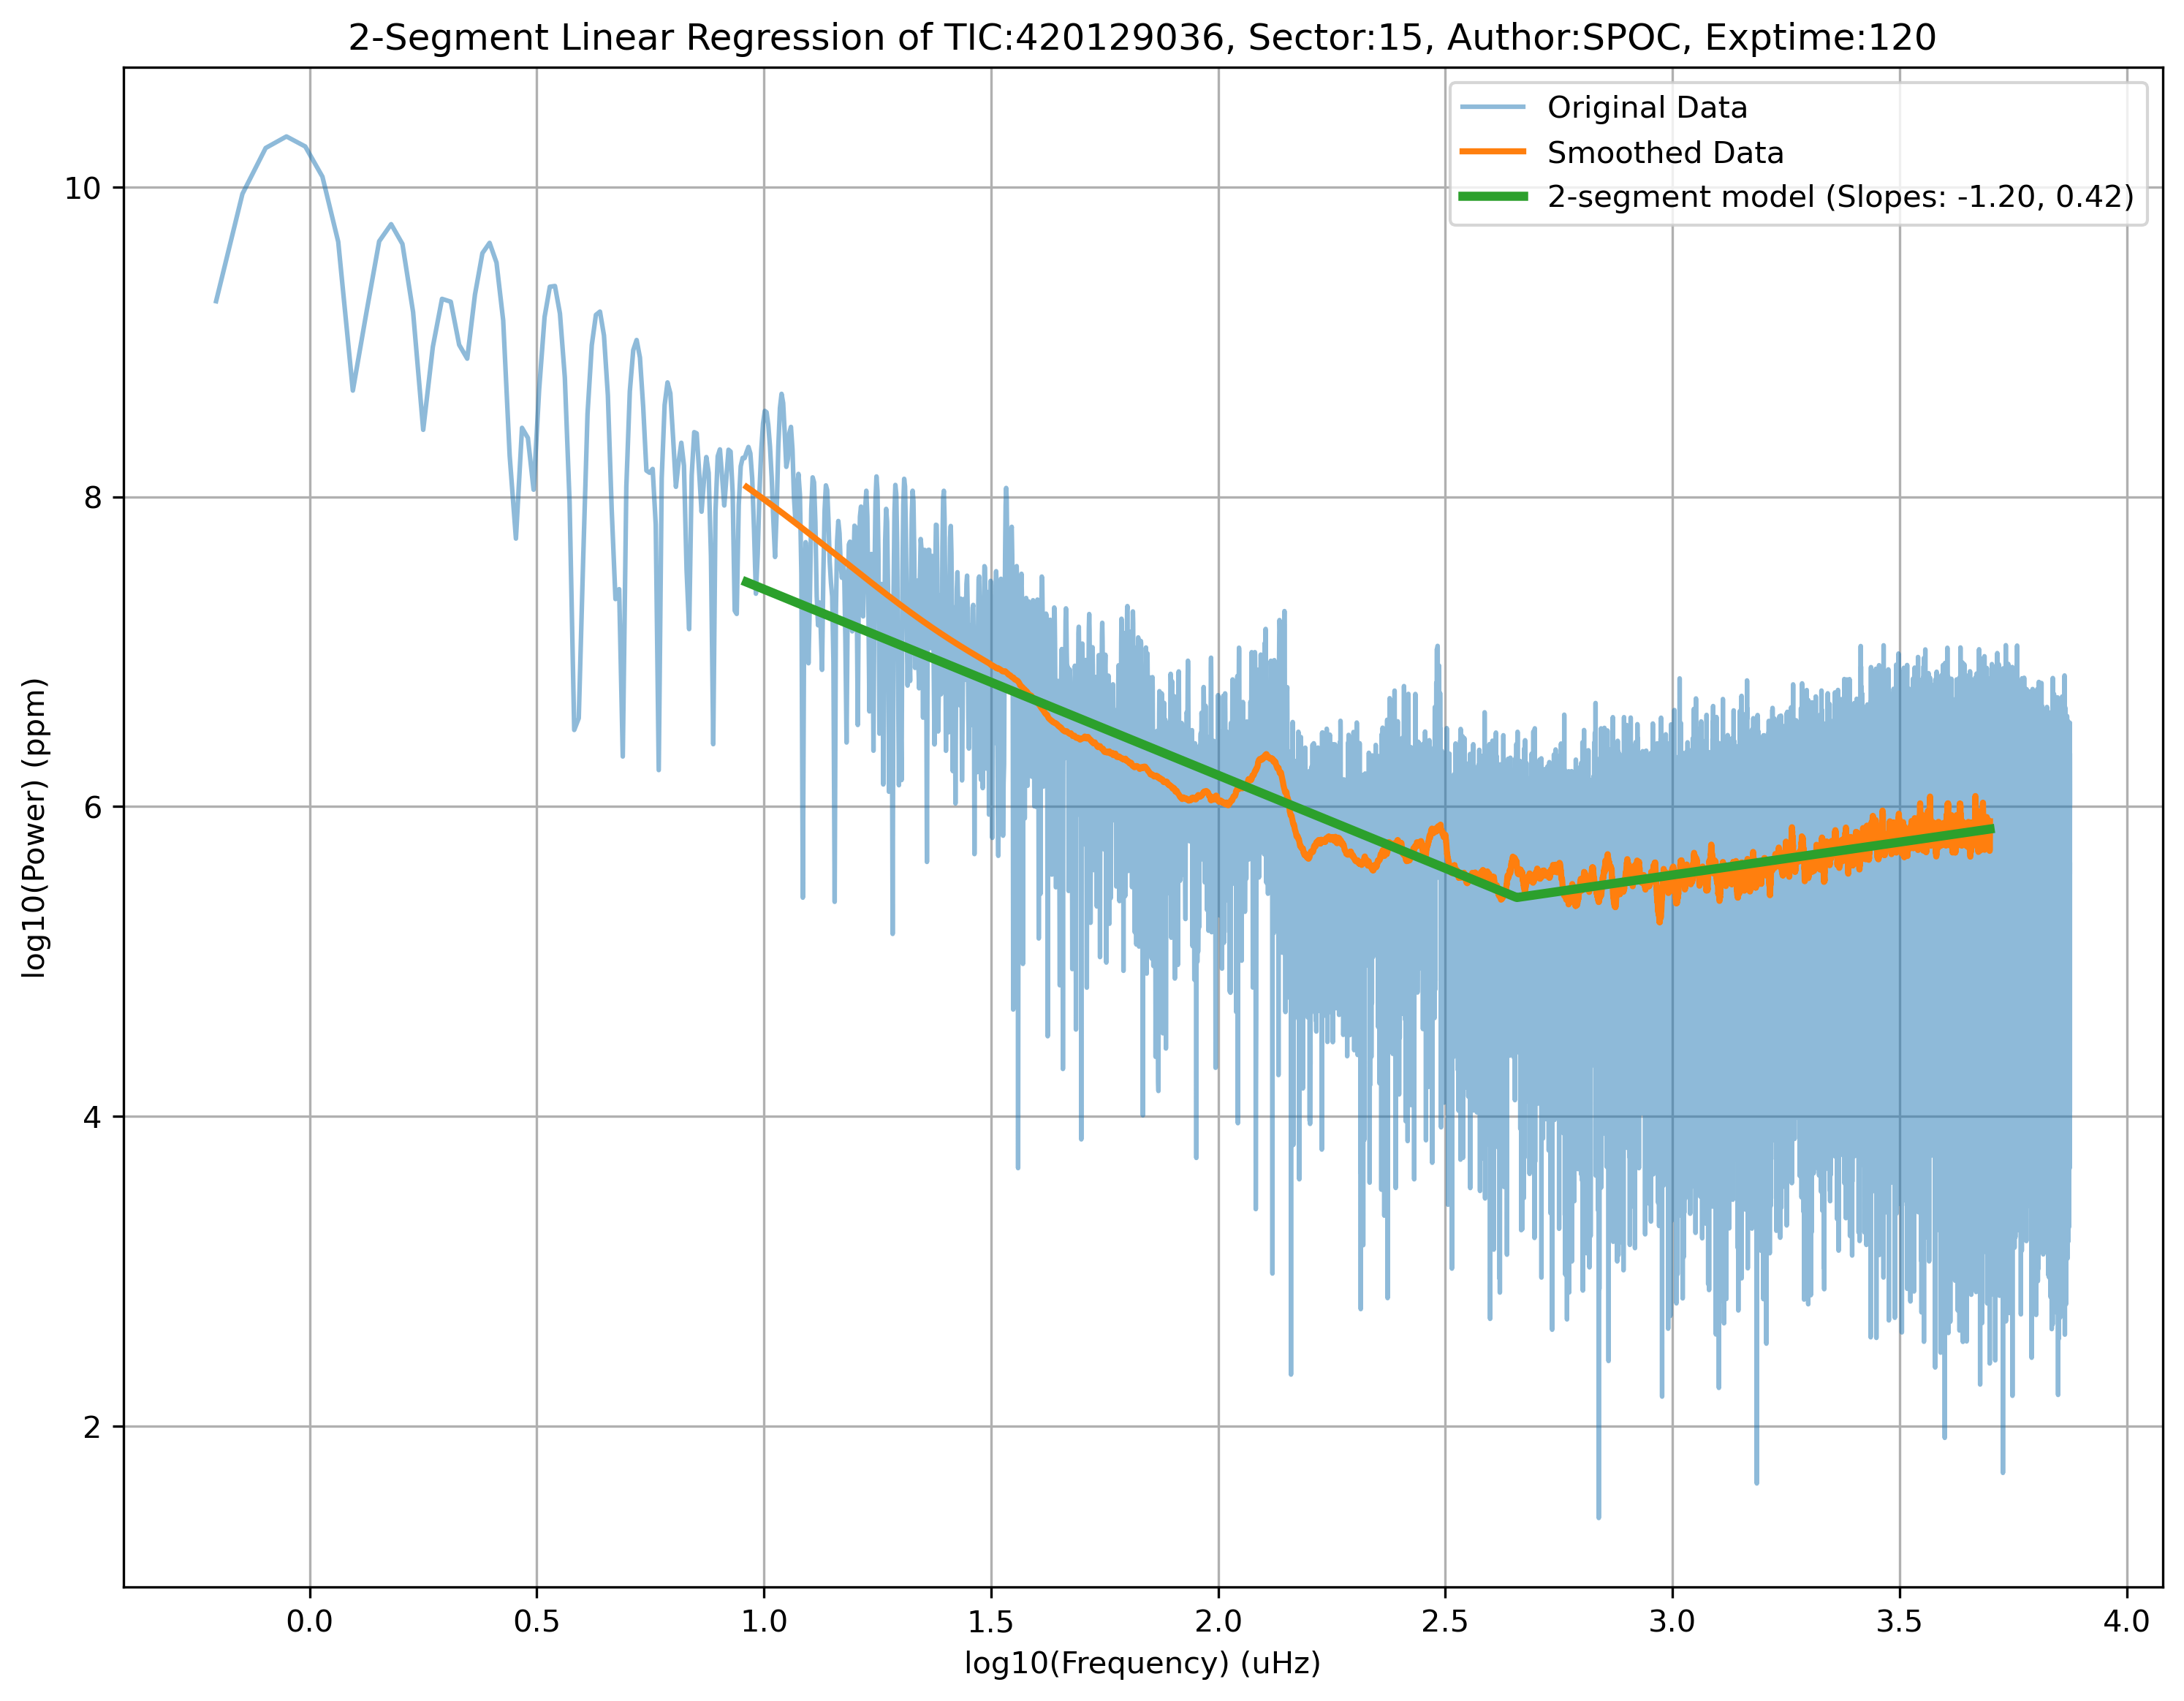 2-Segment Linear Regression of TIC:420129036, Sector:15, Author:SPOC, Exptime:120
Original Data
Smoothed Data
2-segment model (Slopes: -1.20, 0.42)
log10(Power) (ppm)
10
8
6
4
2
0.0 0.5 1.0 1.5 2.0 2.5 3.0 3.5 4.0
log10(Frequency) (uHz)